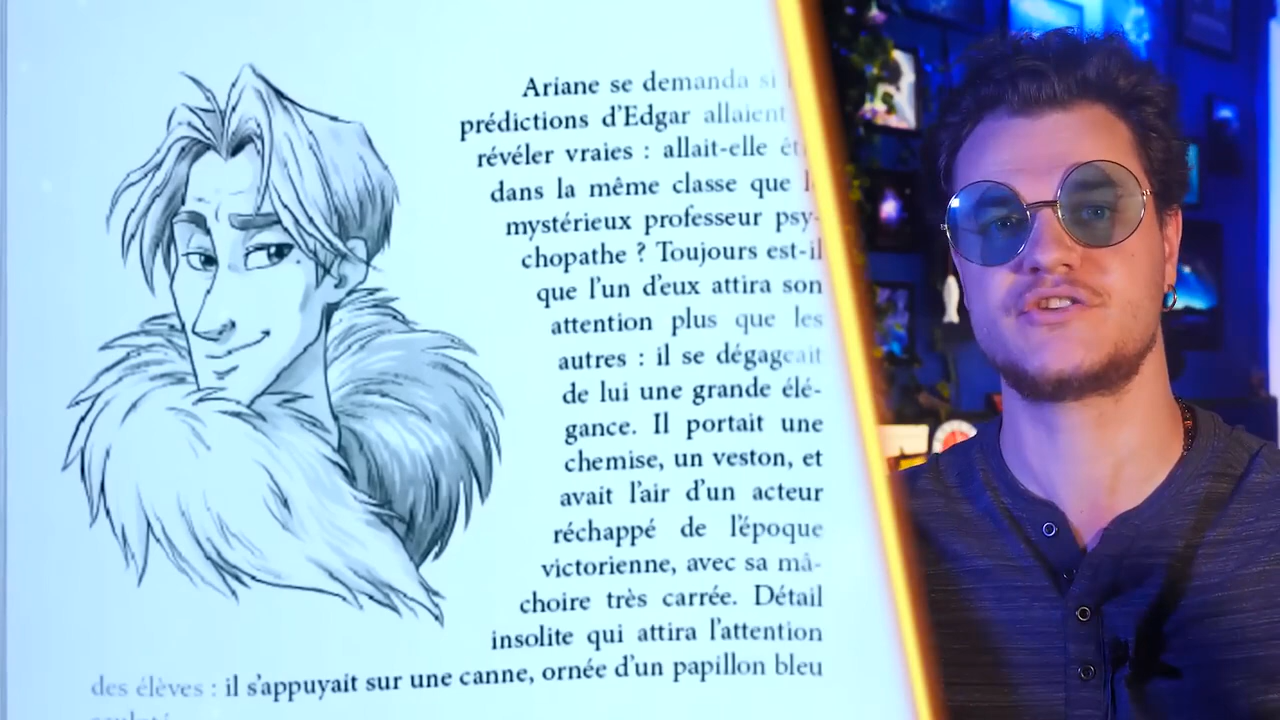 Ariane se demanda si
prédictions d'Edgar allaient
révéler vraies : allait-elle
dans la même classe que
mystérieux professeur psy-
chopathe ? Toujours est-il
que l'un d'eux attira son
attention plus que les
autres : il se dégageait
de lui une grande élé-
gance. Il portait une
chemise, un veston, et
avait l'air d'un acteur
réchappé de l'époque
victorienne, avec sa mâ-
choire très carrée. Détail
insolite qui attira l'attention
des élèves : il s'appuyait sur une canne, ornée d'un papillon bleu